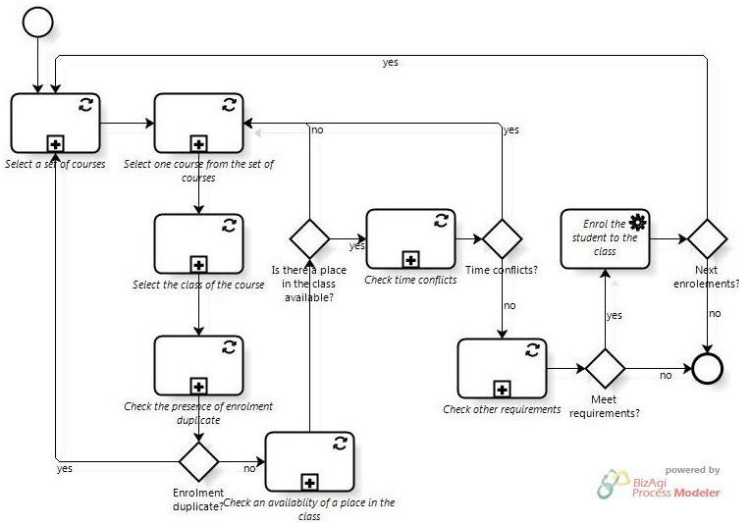 yes
Select a set of courses
Select one course from the set of
courses
no
yes
Select the class of the course
Is there a place
in the class
available?
yes
Check time conflicts
Time conflicts?
Enrol the
student to the
class
Next
enrolements?
no
yes
no
Check the presence of enrolment
duplicate
Check other requirements
Meet
requirements?
no
yes
no
Enrolment
duplicate?
Check an availablity of a place in the
class
powered by
BizAgi
Process Modeler